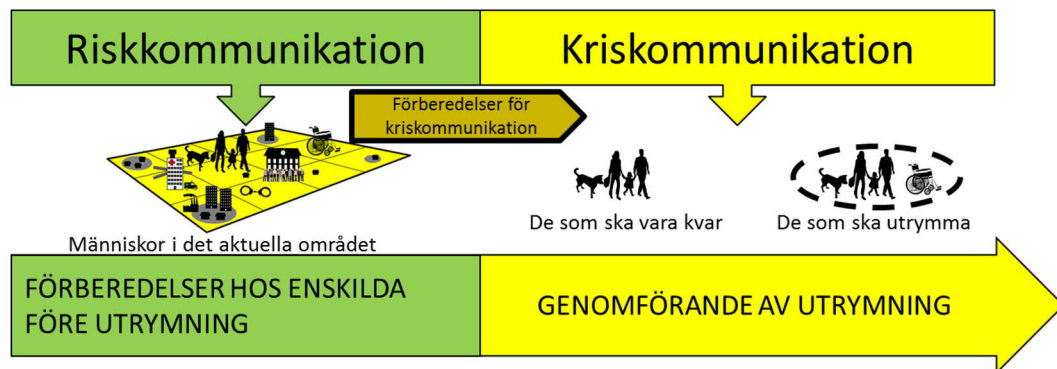 Riskkommunikation
Kriskommunikation
Förberedelser för
kriskommunikation
Människor i det aktuella området
De som ska vara kvar
De som ska utrymma
FÖRBEREDELSER HOS ENSKILDA
FÖRE UTRYMNING
GENOMFÖRANDE AV UTRYMNING